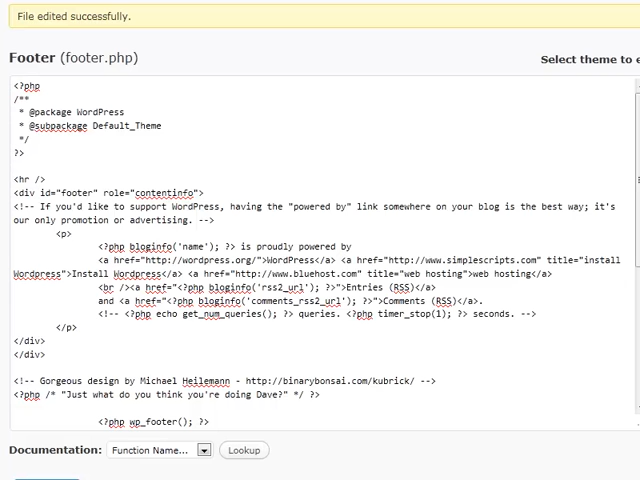 File edited successfully.
Footer (footer.php)
Select theme to e
<?php
/**
* @package WordPress
* @subpackage Default_Theme
*/
?>
<hr />
<div id="footer" role="contentinfo">
<!-- If you'd like to support WordPress, having the "powered by" link somewhere on your blog is the best way; it's
our only promotion or advertising. -->
<p>
<?php bloginfo('name'); ?> is proudly powered by
<a href="http://wordpress.org/">WordPress</a> <a href="http://www.simplescripts.com" title="install
Wordpress">Install Wordpress</a> <a href="http://www.bluehost.com" title="web hosting">web hosting</a>
<br /><a href="<?php bloginfo('rss2_url'); ?>">Entries (RSS)</a>
and <a href="<?php bloginfo('comments_rss2_url'); ?>">Comments (RSS)</a>.
<!-- <?php echo get_num_queries(); ?> queries. <?php timer_stop(1); ?> seconds. -->
</p>
</div>
</div>
<!-- Gorgeous design by Michael Heilemann - http://binarybonsai.com/kubrick/ -->
<?php /* "Just what do you think you're doing Dave?" */ ?>
<?php wp_footer(); ?>
Documentation: Function Name... Lookup